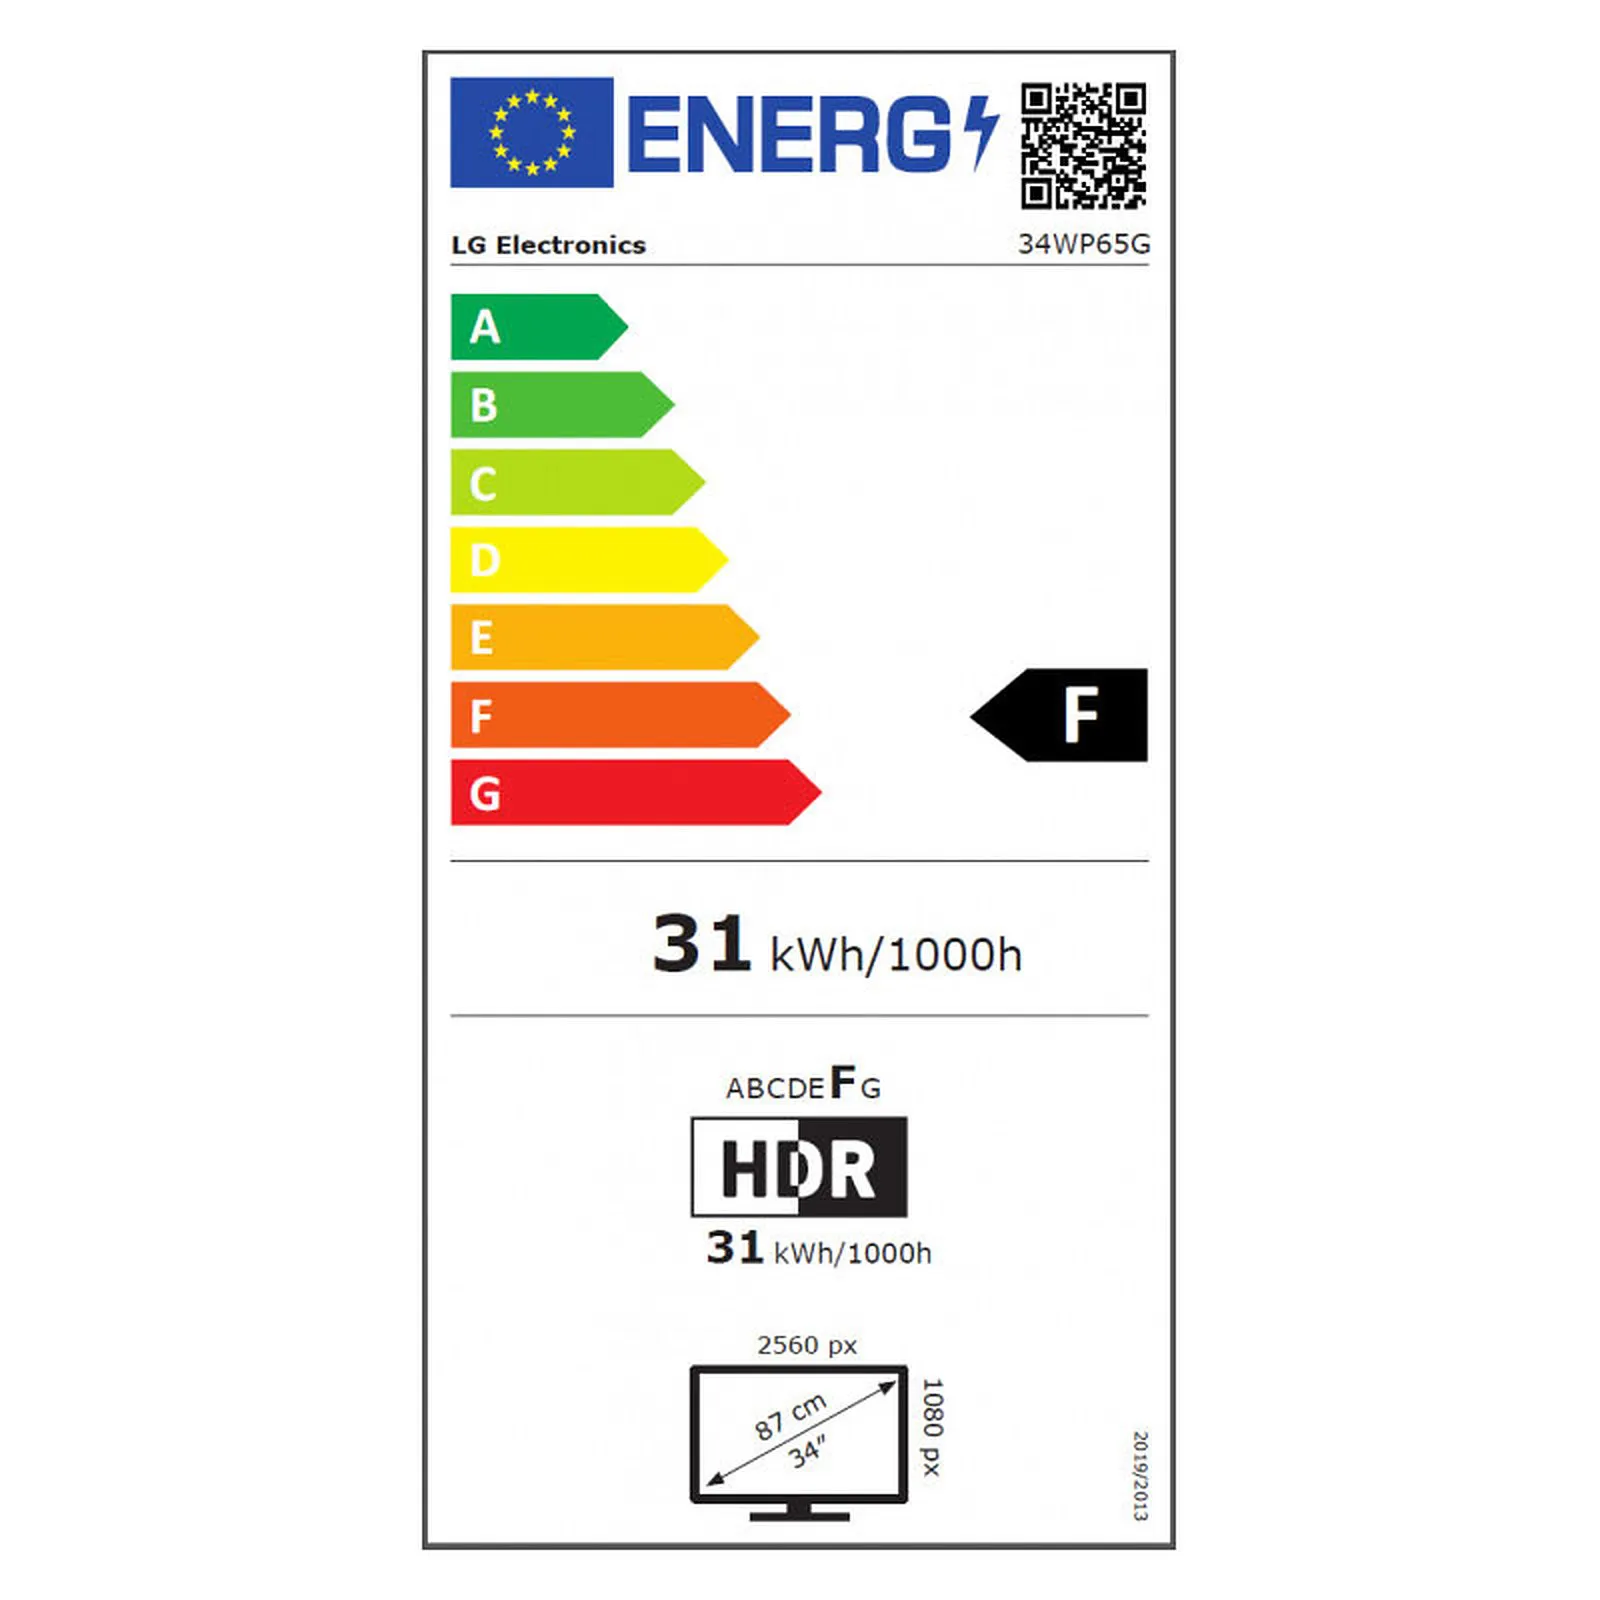 ENERG
LG Electronics 34WP65G
A
B
C
D
E
F
F
G
31 kWh/1000h
ABCDEFG
HDR
31 kWh/1000h
2560 px
87 cm
34"
1080 px
2019/2013